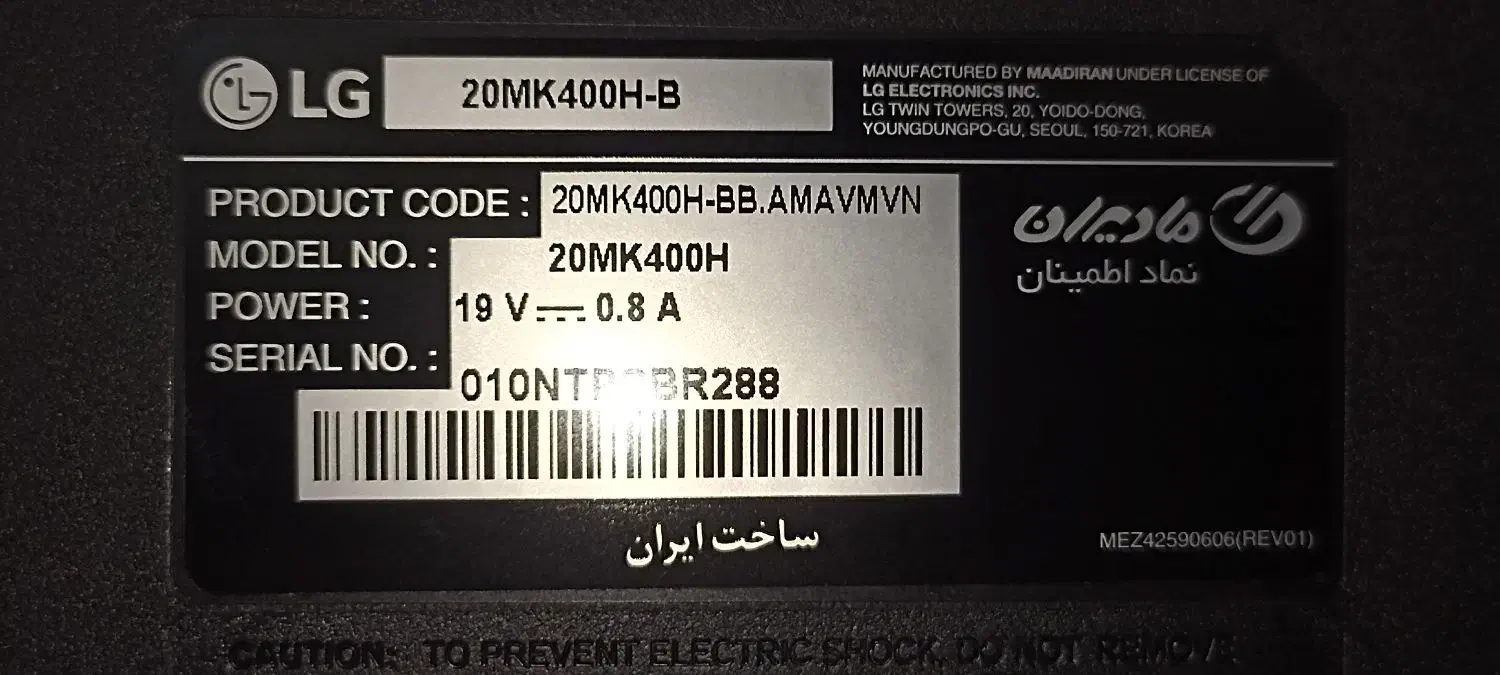 LG 20MK400H-B
MANUFACTURED BY MAADIRAN UNDER LICENSE OF
LG ELECTRONICS INC.
LG TWIN TOWERS, 20, YOIDO-DONG,
YOUNGDUNGPO-GU, SEOUL, 150-721, KOREA
PRODUCT CODE : 20MK400H-BB.AMAVMVN
MODEL NO. : 20MK400H
POWER : 19 V 0.8 A
SERIAL NO. :
مادیران
نماد اطمینان
ساخت ایران
MEZ42590606(REV01)
CAUTION: TO PREVENT ELECTRIC SHOCK, DO NOT REMOVE